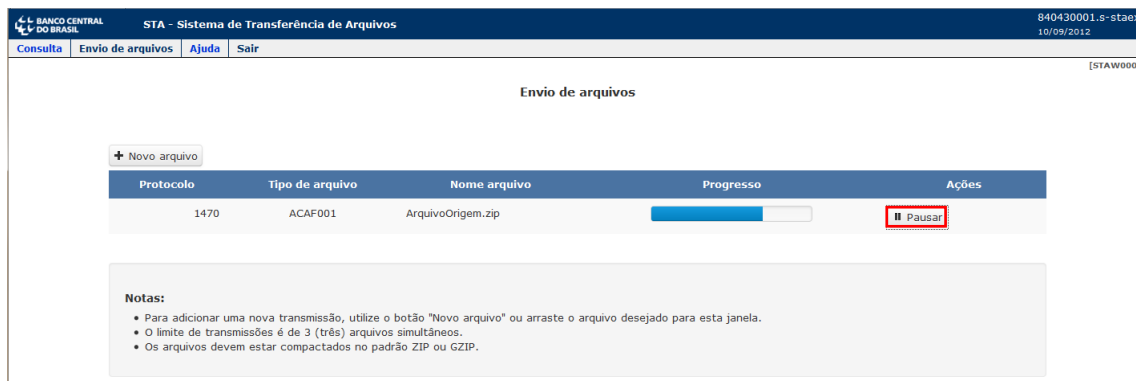 BANCO CENTRAL
DO BRASIL
STA - Sistema de Transferência de Arquivos
840430001.s-staex
10/09/2012
Consulta Envio de arquivos Ajuda Sair
[STAW000
Envio de arquivos
+ Novo arquivo
Protocolo Tipo de arquivo Nome arquivo Progresso Ações
1470 ACAF001 ArquivoOrigem.zip Pausar
Notas:
• Para adicionar uma nova transmissão, utilize o botão "Novo arquivo" ou arraste o arquivo desejado para esta janela.
• O limite de transmissões é de 3 (três) arquivos simultâneos.
• Os arquivos devem estar compactados no padrão ZIP ou GZIP.